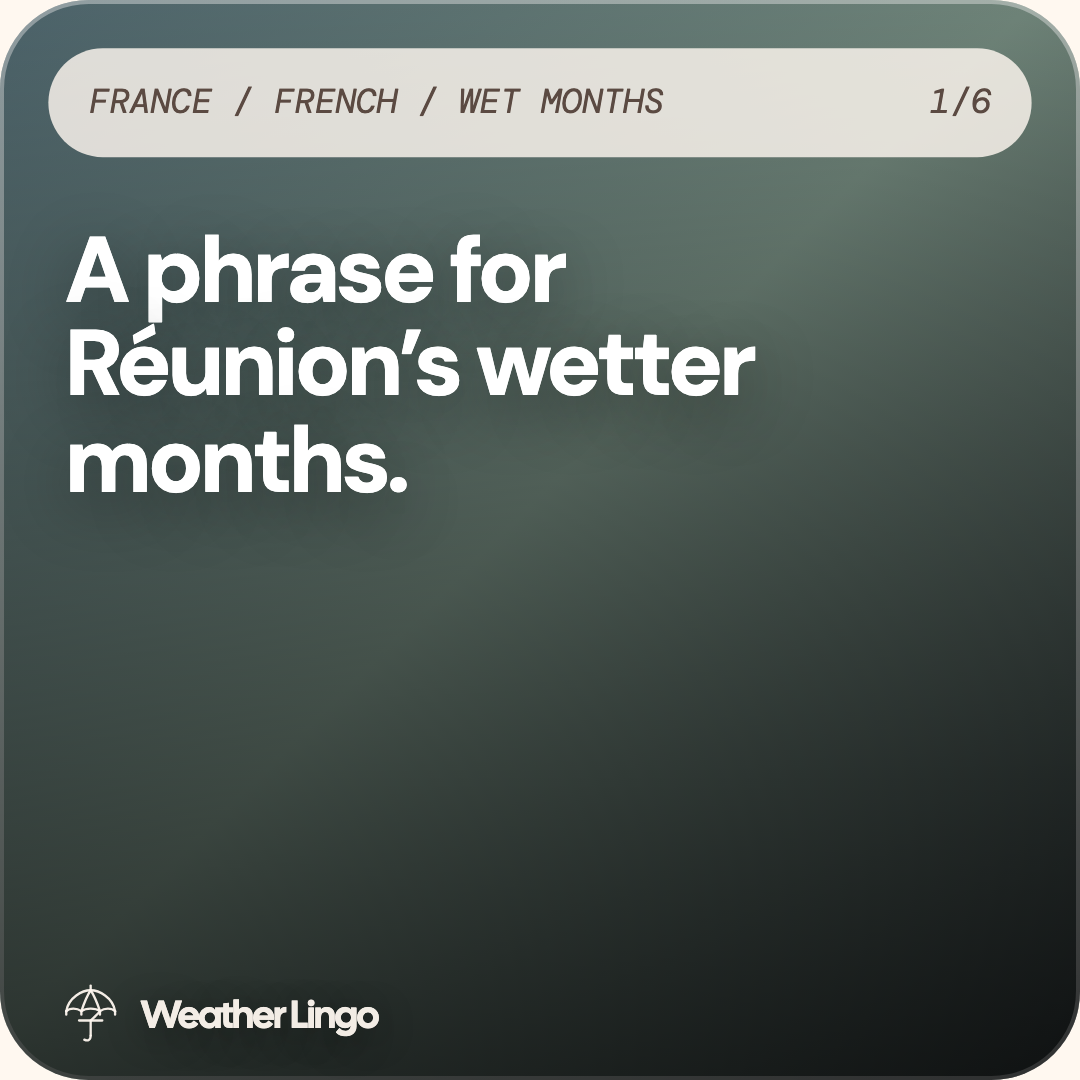 FRANCE / FRENCH / WET MONTHS 1/6
A phrase for
Réunion’s wetter
months.
Weather Lingo